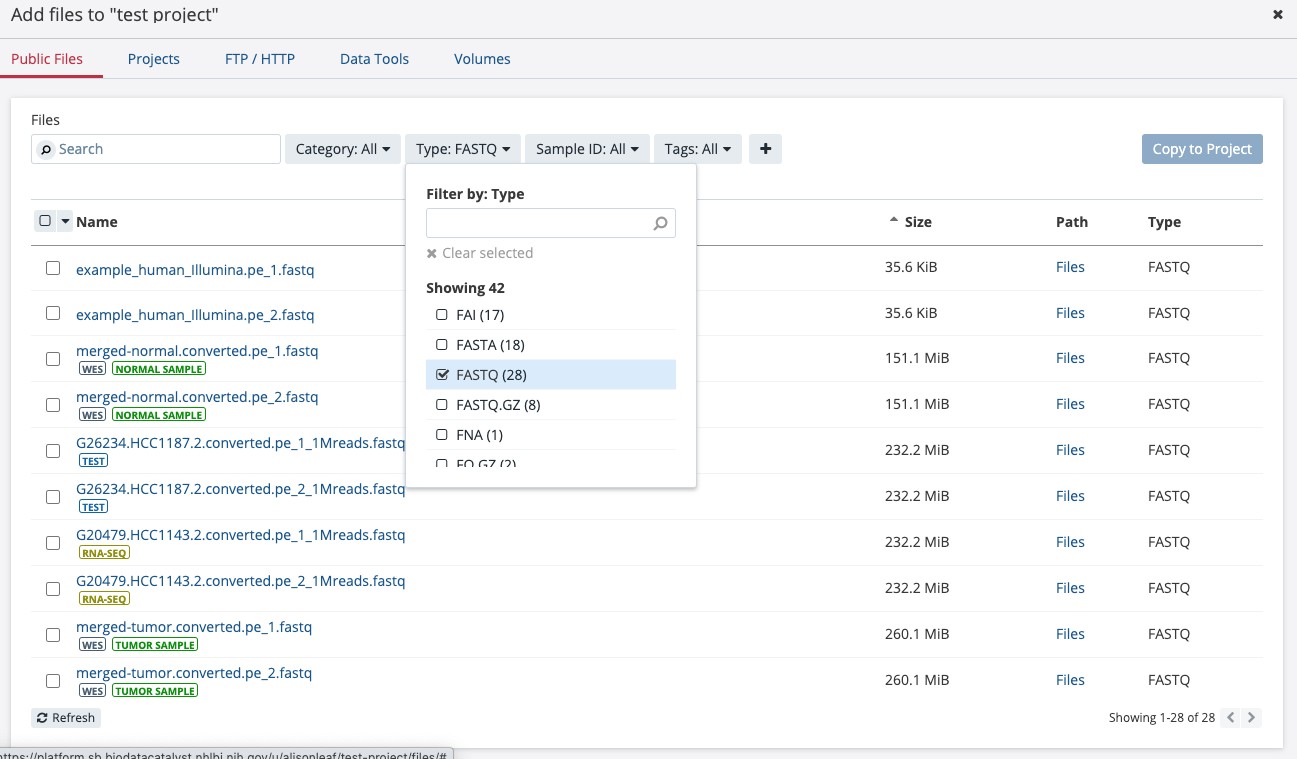 Add files to "test project"
Public Files Projects FTP / HTTP Data Tools Volumes
Files
Search Category: All Type: FASTQ Sample ID: All Tags: All Copy to Project
Filter by: Type
Clear selected
Showing 42
FAI (17)
FASTA (18)
FASTQ (28)
FASTQ.GZ (8)
FNA (1)
FQ.GZ (2)
Name Size Path Type
example_human_Illumina.pe_1.fastq 35.6 KiB Files FASTQ
example_human_Illumina.pe_2.fastq 35.6 KiB Files FASTQ
merged-normal.converted.pe_1.fastq 151.1 MiB Files FASTQ
WES NORMAL SAMPLE
merged-normal.converted.pe_2.fastq 151.1 MiB Files FASTQ
WES NORMAL SAMPLE
G26234.HCC1187.2.converted.pe_1_1Mreads.fastq 232.2 MiB Files FASTQ
TEST
G26234.HCC1187.2.converted.pe_2_1Mreads.fastq 232.2 MiB Files FASTQ
TEST
G20479.HCC1143.2.converted.pe_1_1Mreads.fastq 232.2 MiB Files FASTQ
RNA-SEQ
G20479.HCC1143.2.converted.pe_2_1Mreads.fastq 232.2 MiB Files FASTQ
RNA-SEQ
merged-tumor.converted.pe_1.fastq 260.1 MiB Files FASTQ
WES TUMOR SAMPLE
merged-tumor.converted.pe_2.fastq 260.1 MiB Files FASTQ
WES TUMOR SAMPLE
Refresh Showing 1-28 of 28
https://platform.sb.biodatacatalyst.nhlbi.nih.gov/u/alisonleaf/test-project/files/#